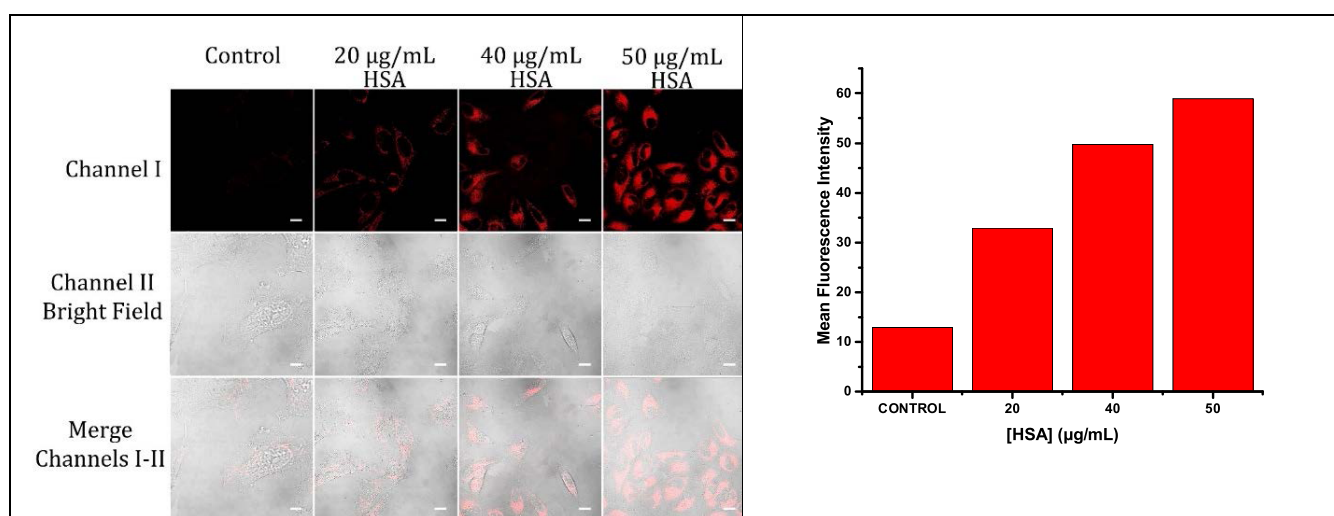 Control
20 µg/mL
HSA
40 µg/mL
HSA
50 µg/mL
HSA
Channel I
Channel II
Bright Field
Merge
Channels I-II
Mean Fluorescence Intensity
60
50
40
30
20
10
0
CONTROL
20
40
50
[HSA] (µg/mL)